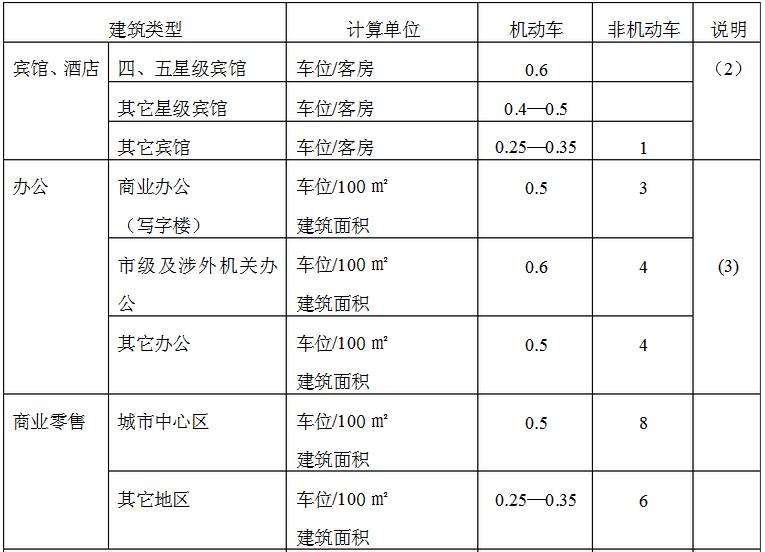 建筑类型 计算单位 机动车 非机动车 说明
宾馆、酒店 四、五星级宾馆 车位/客房 0.6 （2）
其它星级宾馆 车位/客房 0.4—0.5
其它宾馆 车位/客房 0.25—0.35 1
办公 商业办公 车位/100 ㎡ 0.5 3
（写字楼） 建筑面积
市级及涉外机关办 车位/100 ㎡ 0.6 4 (3)
公 建筑面积
其它办公 车位/100 ㎡ 0.5 4
建筑面积
商业零售 城市中心区 车位/100 ㎡ 0.5 8
建筑面积
其它地区 车位/100 ㎡ 0.25—0.35 6
建筑面积